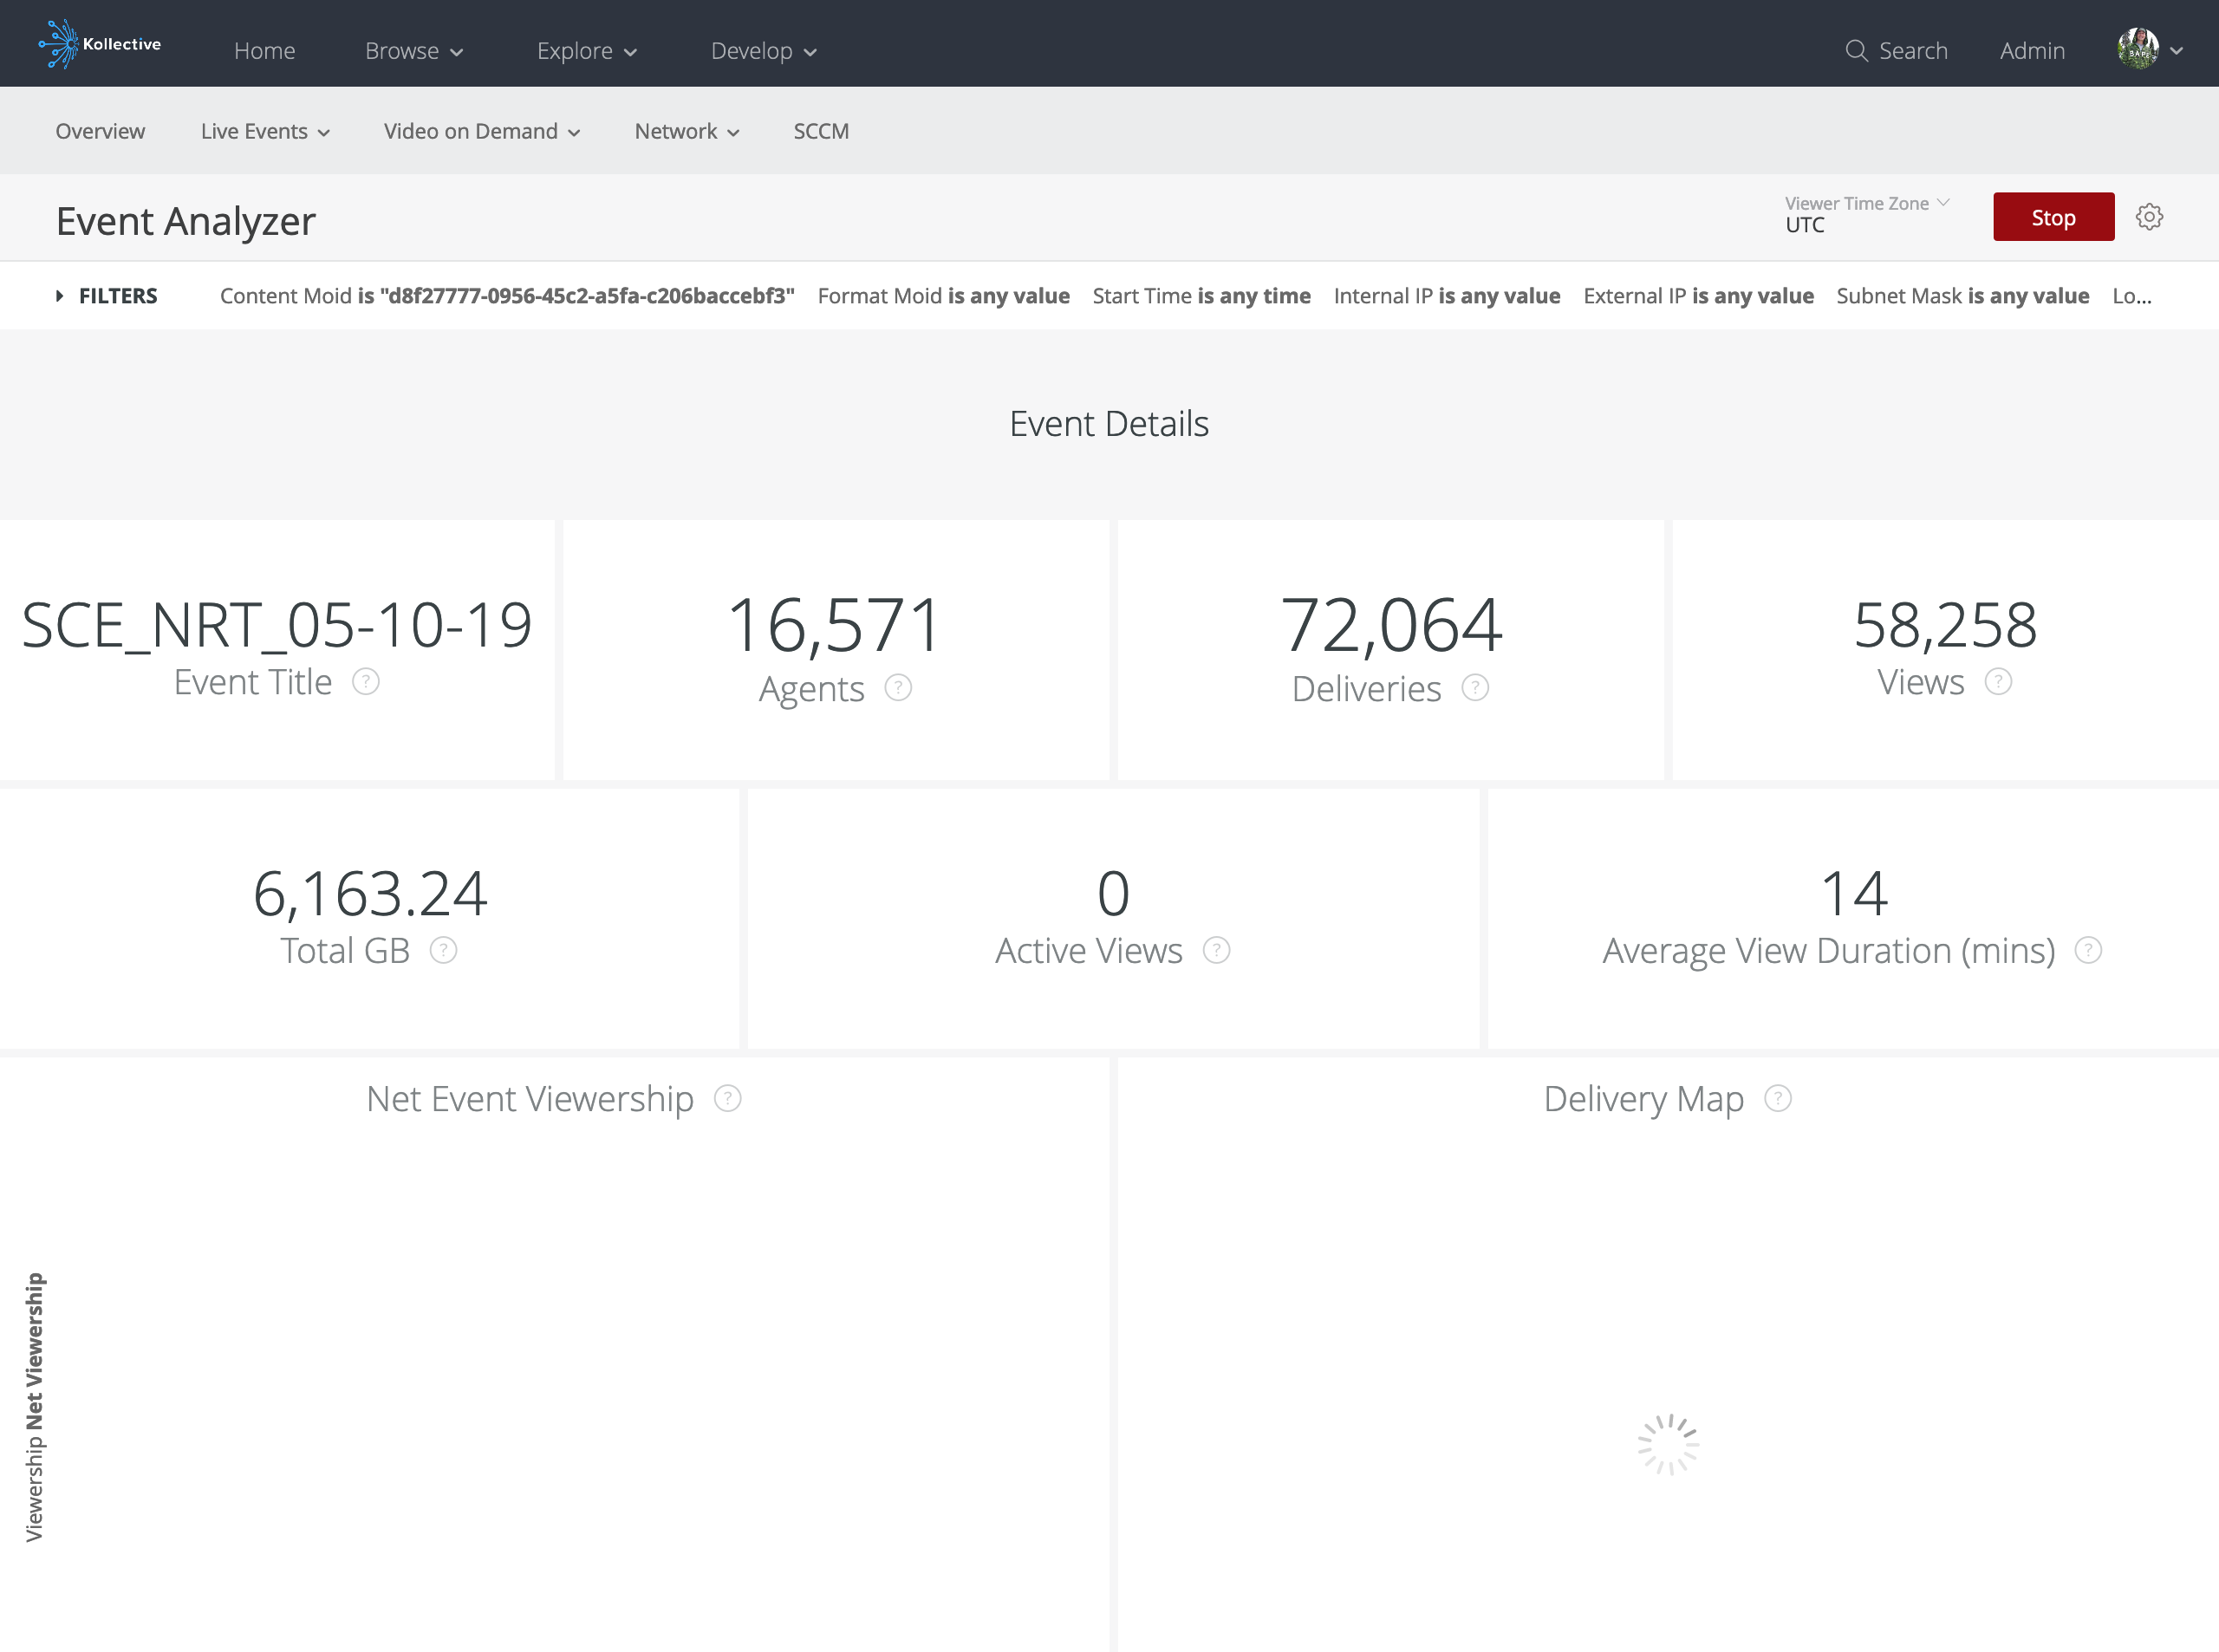 Kollective
Home
Browse
Explore
Develop
Search
Admin
Overview
Live Events
Video on Demand
Network
SCCM
Event Analyzer
Viewer Time Zone
UTC
Stop
FILTERS
Content Moid is "d8f27777-0956-45c2-a5fa-c206baccebf3" Format Moid is any value Start Time is any time Internal IP is any value External IP is any value Subnet Mask is any value Lo...
Event Details
SCE_NRT_05-10-19
Event Title ?
16,571
Agents ?
72,064
Deliveries ?
58,258
Views ?
6,163.24
Total GB ?
0
Active Views ?
14
Average View Duration (mins) ?
Net Event Viewership ?
Delivery Map ?
Viewership Net Viewership